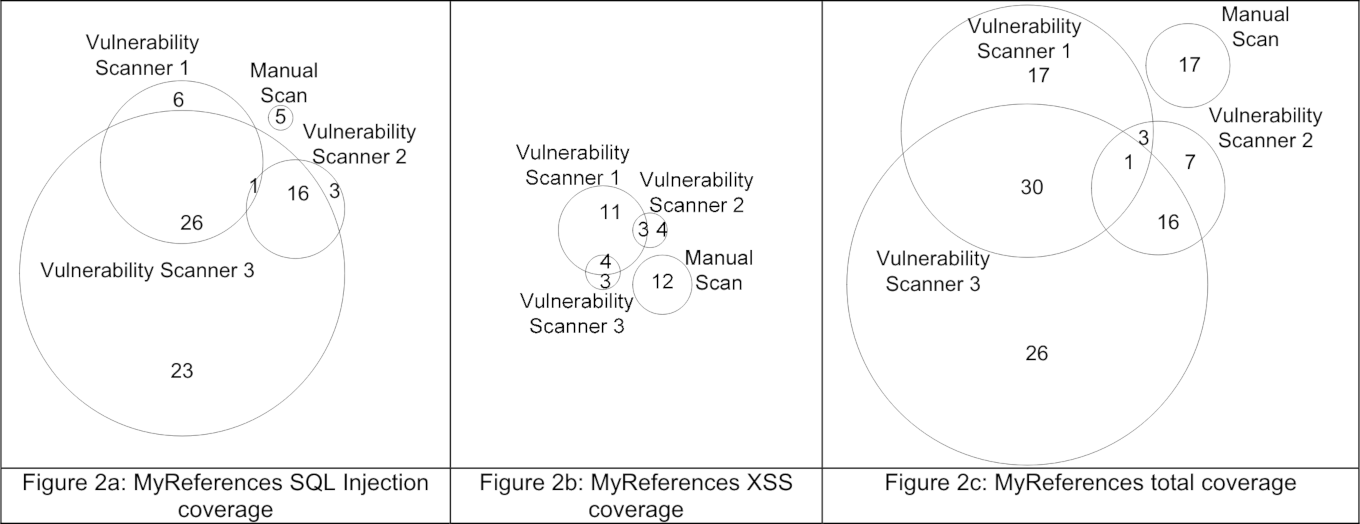 Vulnerability
Scanner 1
6
Manual
Scan
5
Vulnerability
Scanner 2
1
16
3
26
Vulnerability Scanner 3
23
Figure 2a: MyReferences SQL Injection
coverage
Vulnerability
Scanner 1
11
Vulnerability
Scanner 2
3 4
4
3
Manual
Scan
12
Vulnerability
Scanner 3
Figure 2b: MyReferences XSS
coverage
Vulnerability
Scanner 1
17
Manual
Scan
17
Vulnerability
Scanner 2
3
1
7
30
16
Vulnerability
Scanner 3
26
Figure 2c: MyReferences total coverage